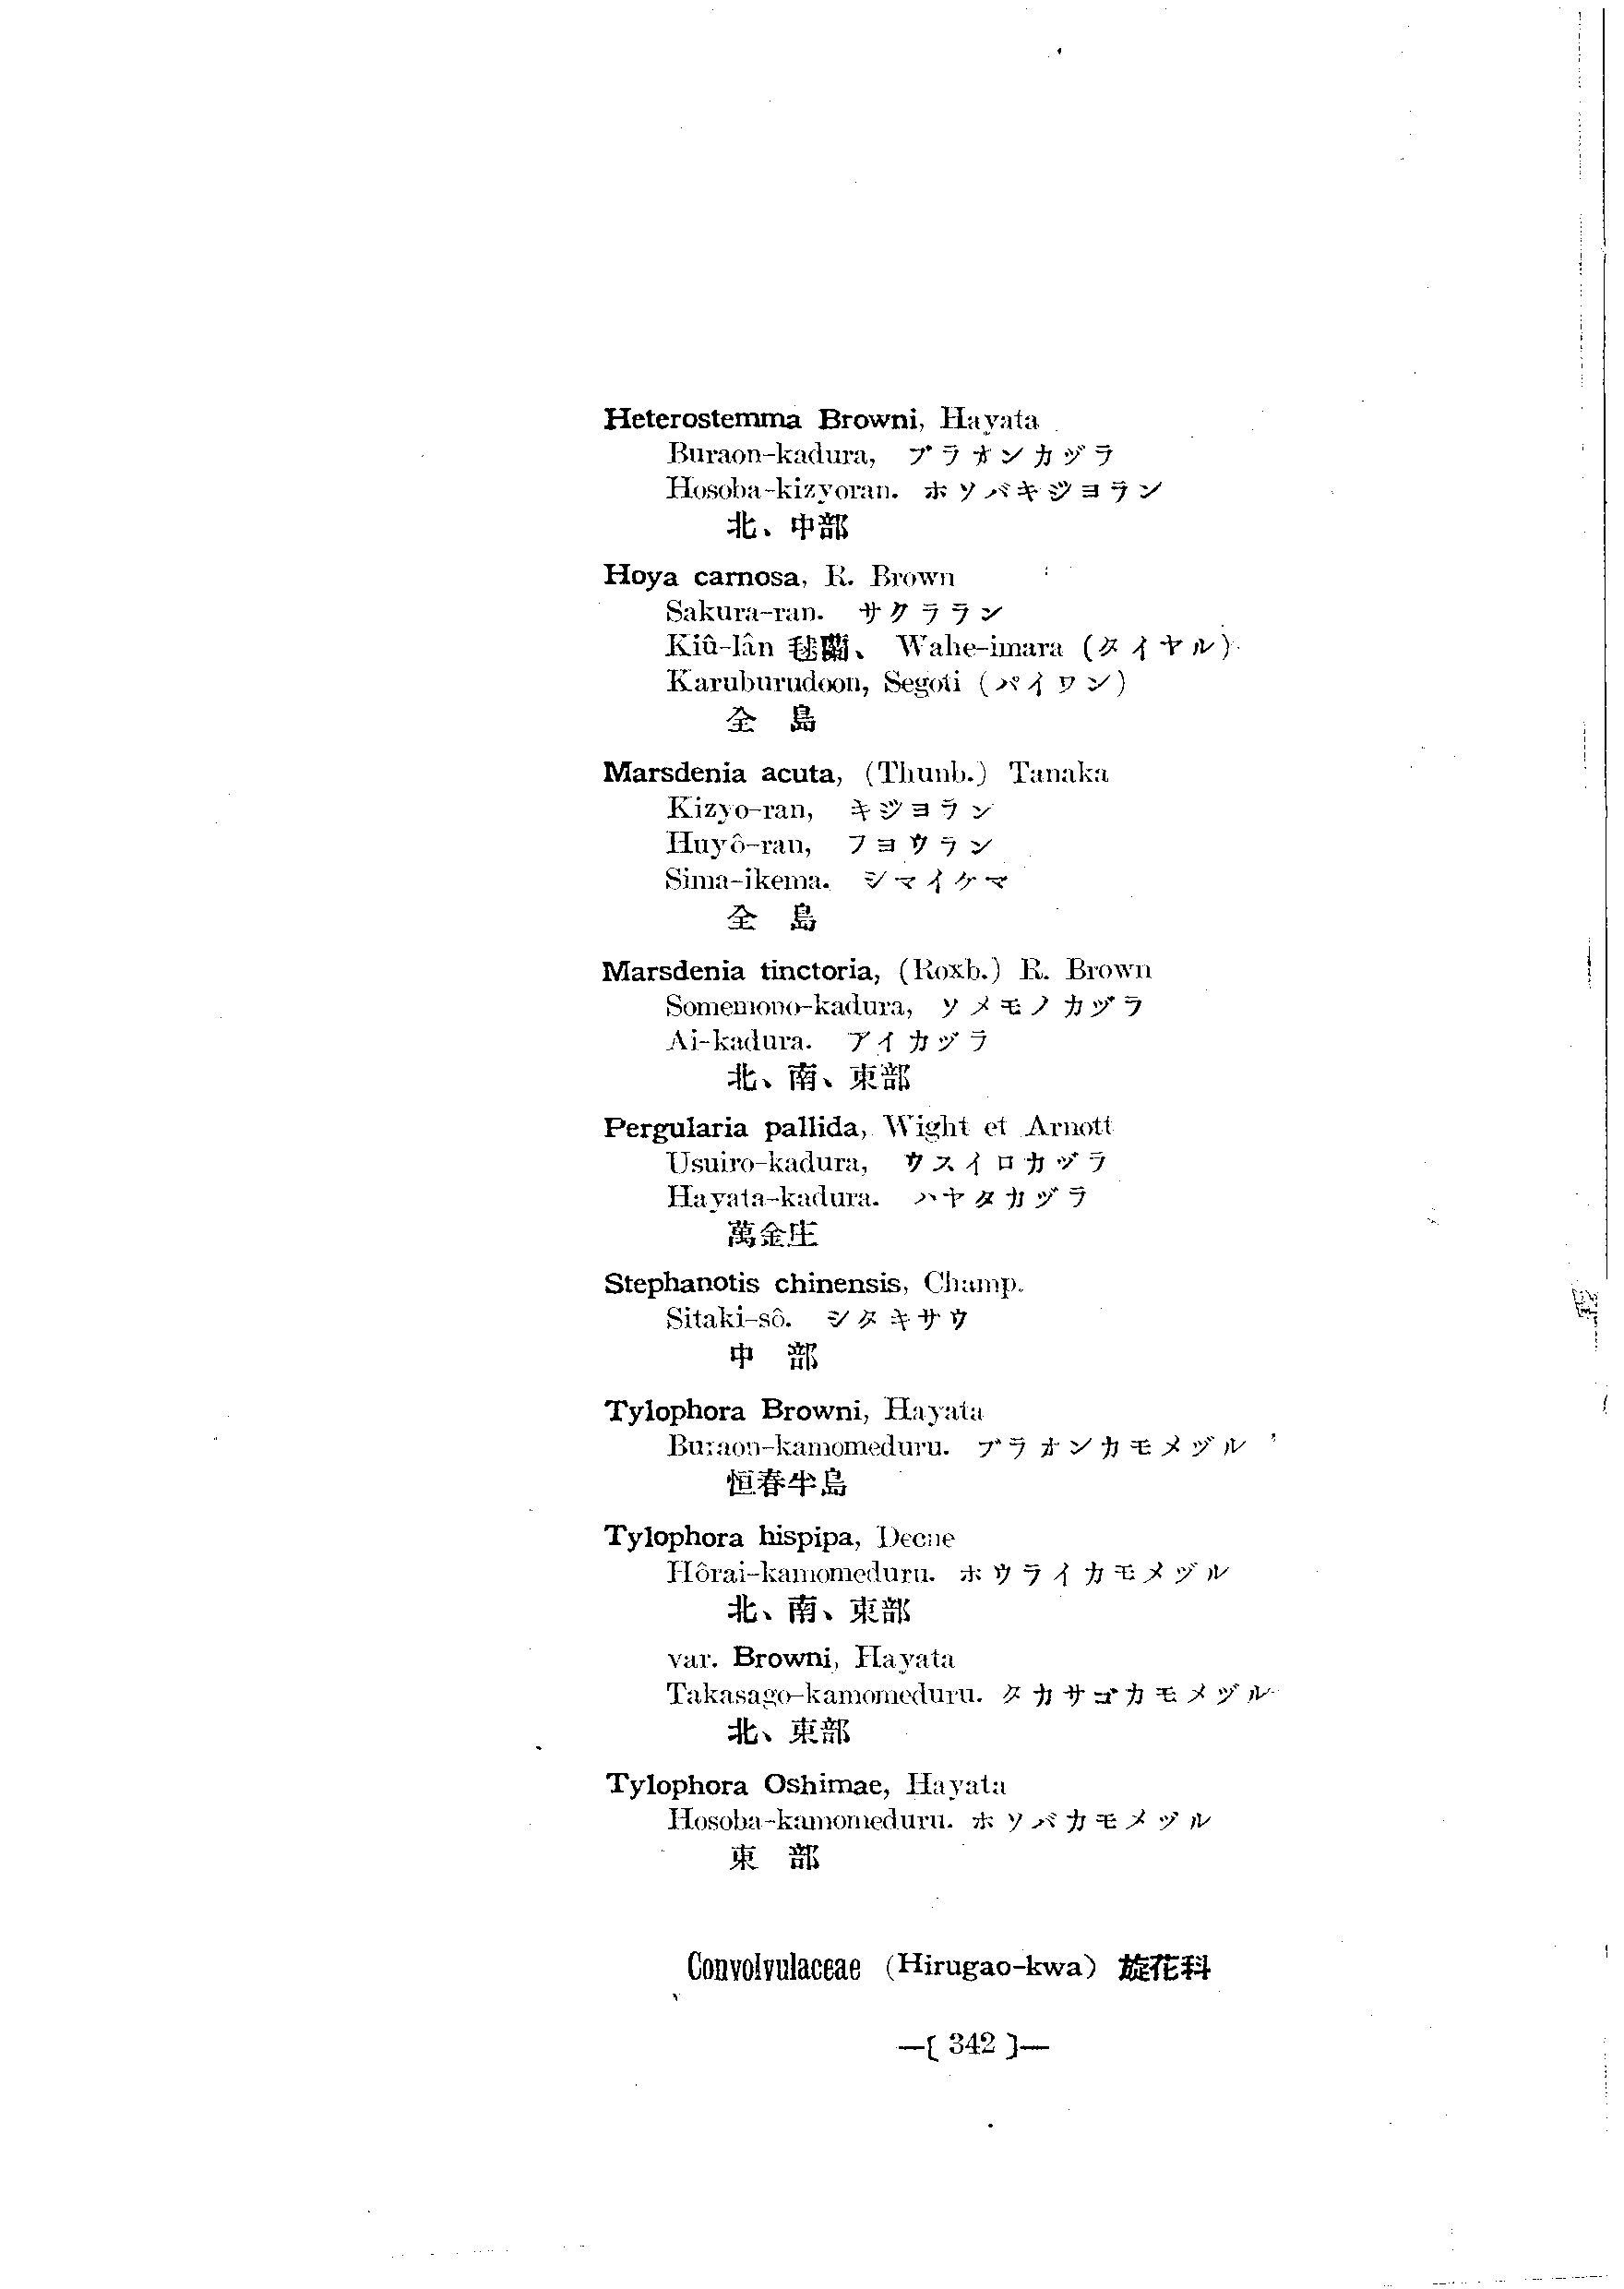 Heterostemma Browni, Hayata
Buraon-kadura, ブラオンカヅラ
Hosoba-kizyoran. ホソバキジヨラン
北、中部
Hoya carnosa, R. Brown
Sakura-ran. サクララン
Kiû-lân 毬蘭、 Wahe-imara (タイヤル)
Karuburudoon, Segoti (パイワン)
全 島
Marsdenia acuta, (Thunb.) Tanaka
Kizyo-ran, キジヨラン
Huyô-ran, フヨウラン
Sima-ikema. シマイケマ
全 島
Marsdenia tinctoria, (Roxb.) R. Brown
Somemono-kadura, ソメモノカヅラ
Ai-kadura. アイカヅラ
北、南、東部
Pergularia pallida, Wight et Arnott
Usuiro-kadura, ウスイロカヅラ
Hayata-kadura. ハヤタカヅラ
萬金庄
Stephanotis chinensis, Champ.
Sitaki-sô. シタキサウ
中 部
Tylophora Browni, Hayata
Buraon-kamomeduru. ブラオンカモメヅル
恒春半島
Tylophora hispipa, Decne
Hôrai-kamomeduru. ホウライカモメヅル
北、南、東部
var. Browni, Hayata
Takasago-kamomeduru. タカサゴカモメヅル
北、東部
Tylophora Oshimae, Hayata
Hosoba-kamomeduru. ホソバカモメヅル
東 部
Convolvulaceae (Hirugao-kwa) 旋花科
—[ 342 ]—